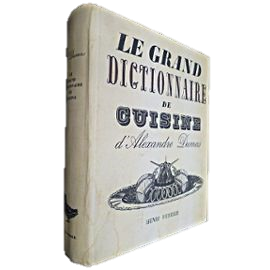 LE GRAND
DICTIONNAIRE
DE
CUISINE
d'Alexandre Dumas
HENRI VEYRIER